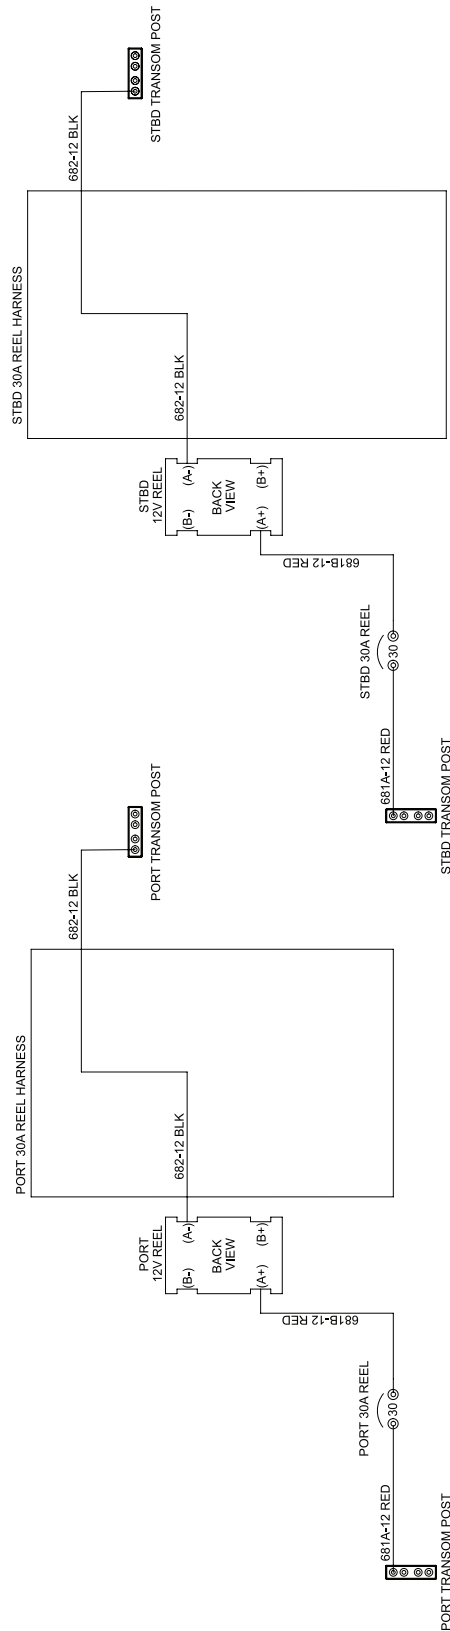 PORT 30A REEL HARNESS
682-12 BLK
PORT TRANSOM POST
682-12 BLK
PORT
12V REEL
(B-)
(A-)
BACK
VIEW
(A+)
(B+)
681B-12 RED
PORT 30A REEL
30
681A-12 RED
PORT TRANSOM POST
STBD 30A REEL HARNESS
682-12 BLK
STBD TRANSOM POST
682-12 BLK
STBD
12V REEL
(B-)
(A-)
BACK
VIEW
(A+)
(B+)
681B-12 RED
STBD 30A REEL
30
681A-12 RED
STBD TRANSOM POST